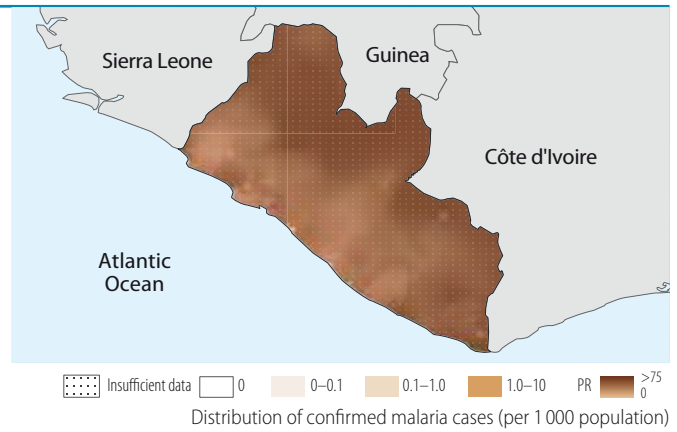 Sierra Leone
Guinea
Côte d'Ivoire
Atlantic
Ocean
Insufficient data 0 0–0.1 0.1–1.0 1.0–10 PR >75
0
Distribution of confirmed malaria cases (per 1 000 population)